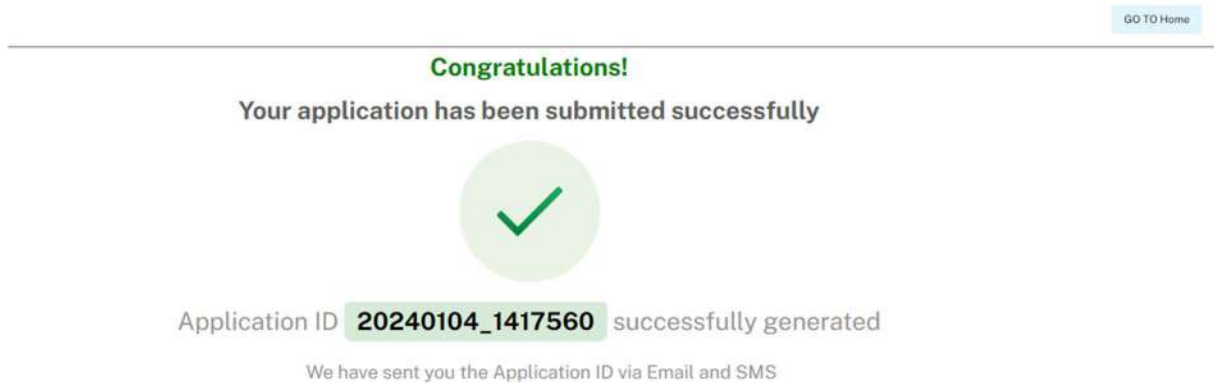 GO TO Home
Congratulations!
Your application has been submitted successfully
Application ID 20240104_1417560 successfully generated
We have sent you the Application ID via Email and SMS